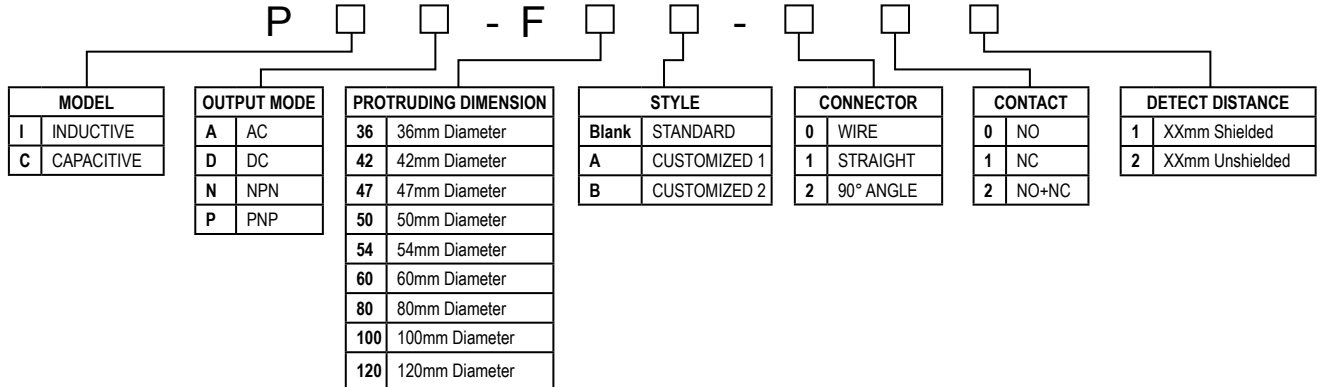 P □ □ - F □ □ - □ □ □
MODEL
I INDUCTIVE
C CAPACITIVE
OUTPUT MODE
A AC
D DC
N NPN
P PNP
PROTRUDING DIMENSION
36 36mm Diameter
42 42mm Diameter
47 47mm Diameter
50 50mm Diameter
54 54mm Diameter
60 60mm Diameter
80 80mm Diameter
100 100mm Diameter
120 120mm Diameter
STYLE
Blank STANDARD
A CUSTOMIZED 1
B CUSTOMIZED 2
CONNECTOR
0 WIRE
1 STRAIGHT
2 90° ANGLE
CONTACT
0 NO
1 NC
2 NO+NC
DETECT DISTANCE
1 XXmm Shielded
2 XXmm Unshielded